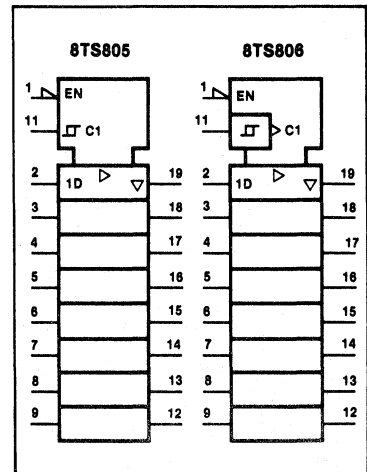 8TS805 8TS806
1 EN 1 EN
11 C1 11 C1
2 1D 19 2 1D 19
3 18 3 18
4 17 4 17
5 16 5 16
6 15 6 15
7 14 7 14
8 13 8 13
9 12 9 12